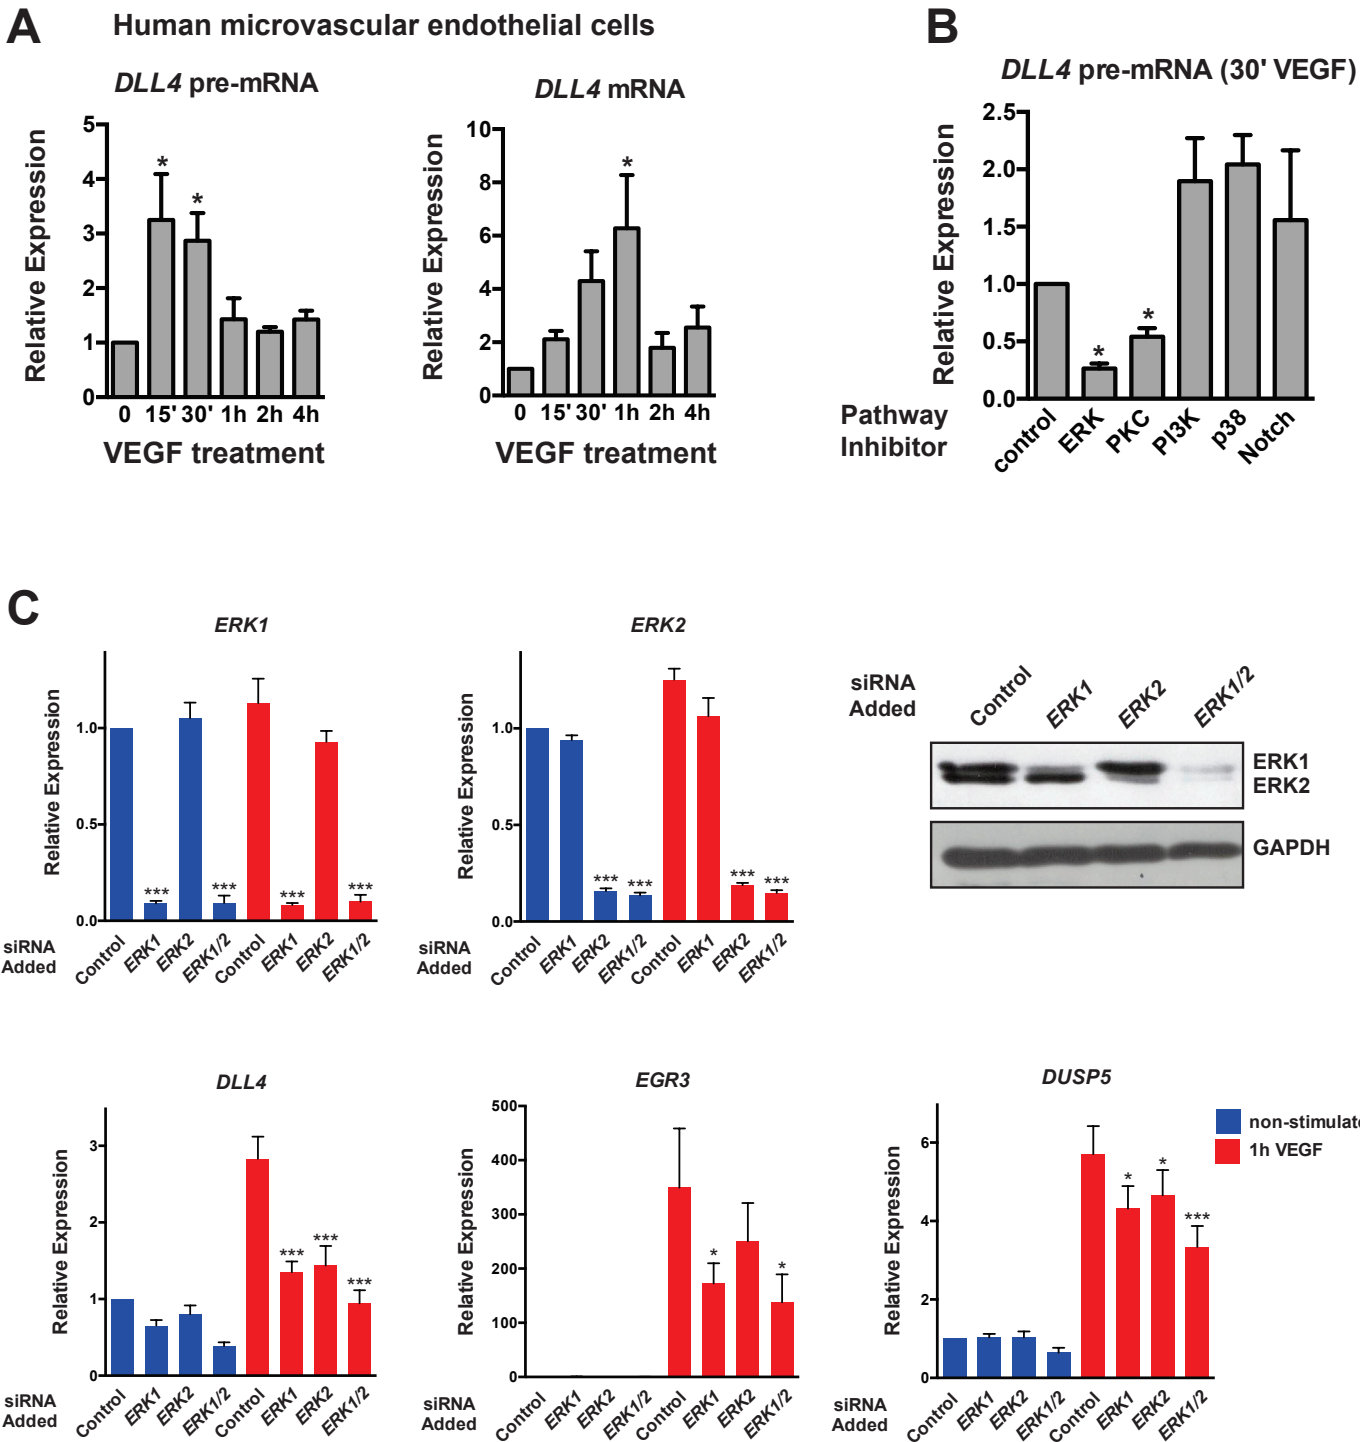 A
Human microvascular endothelial cells
DLL4 pre-mRNA
Relative Expression
5
4
3
2
1
0
* *
0 15' 30' 1h 2h 4h
VEGF treatment
DLL4 mRNA
Relative Expression
10
8
6
4
2
0
*
0 15' 30' 1h 2h 4h
VEGF treatment
B
DLL4 pre-mRNA (30' VEGF)
Relative Expression
2.5
2.0
1.5
1.0
0.5
0.0
* *
Pathway
Inhibitor
control ERK PKC PI3K p38 Notch
C
ERK1
Relative Expression
1.0
0.5
0.0
*** *** *** ***
siRNA
Added
Control ERK1 ERK2 ERK1/2 Control ERK1 ERK2 ERK1/2
ERK2
Relative Expression
1.0
0.5
0.0
*** *** *** ***
siRNA
Added
Control ERK1 ERK2 ERK1/2 Control ERK1 ERK2 ERK1/2
siRNA
Added
Control ERK1 ERK2 ERK1/2
ERK1
ERK2
GAPDH
DLL4
Relative Expression
3
2
1
0
*** *** ***
siRNA
Added
Control ERK1 ERK2 ERK1/2 Control ERK1 ERK2 ERK1/2
EGR3
Relative Expression
500
400
300
200
100
0
* *
siRNA
Added
Control ERK1 ERK2 ERK1/2 Control ERK1 ERK2 ERK1/2
DUSP5
Relative Expression
6
4
2
0
* * ***
siRNA
Added
Control ERK1 ERK2 ERK1/2 Control ERK1 ERK2 ERK1/2
non-stimulate
1h VEGF